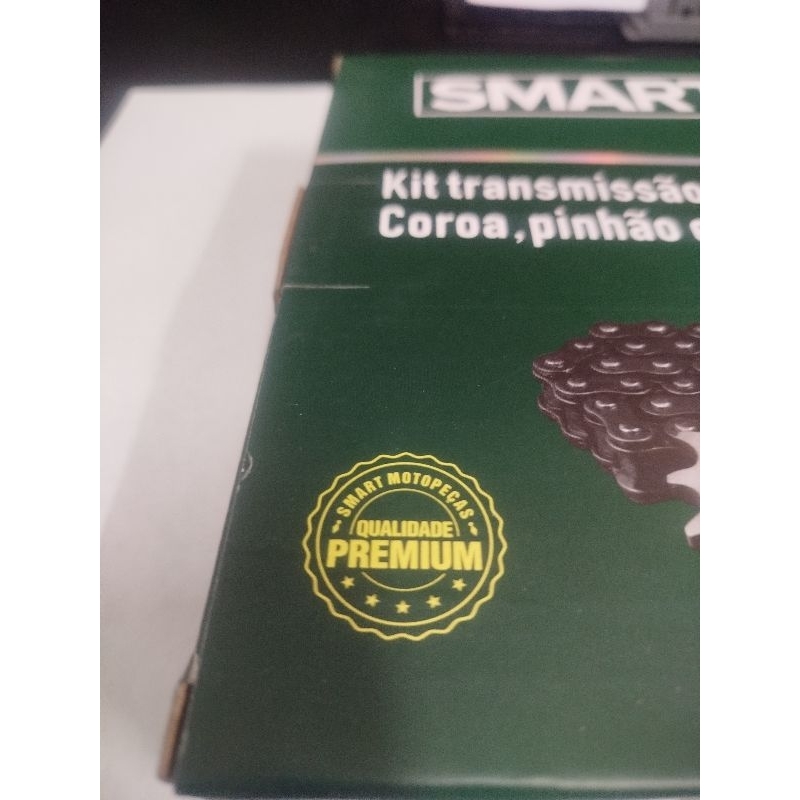 SMART
Kit transmissão
Coroa, pinhão
SMART MOTOPEÇAS
QUALIDADE
PREMIUM